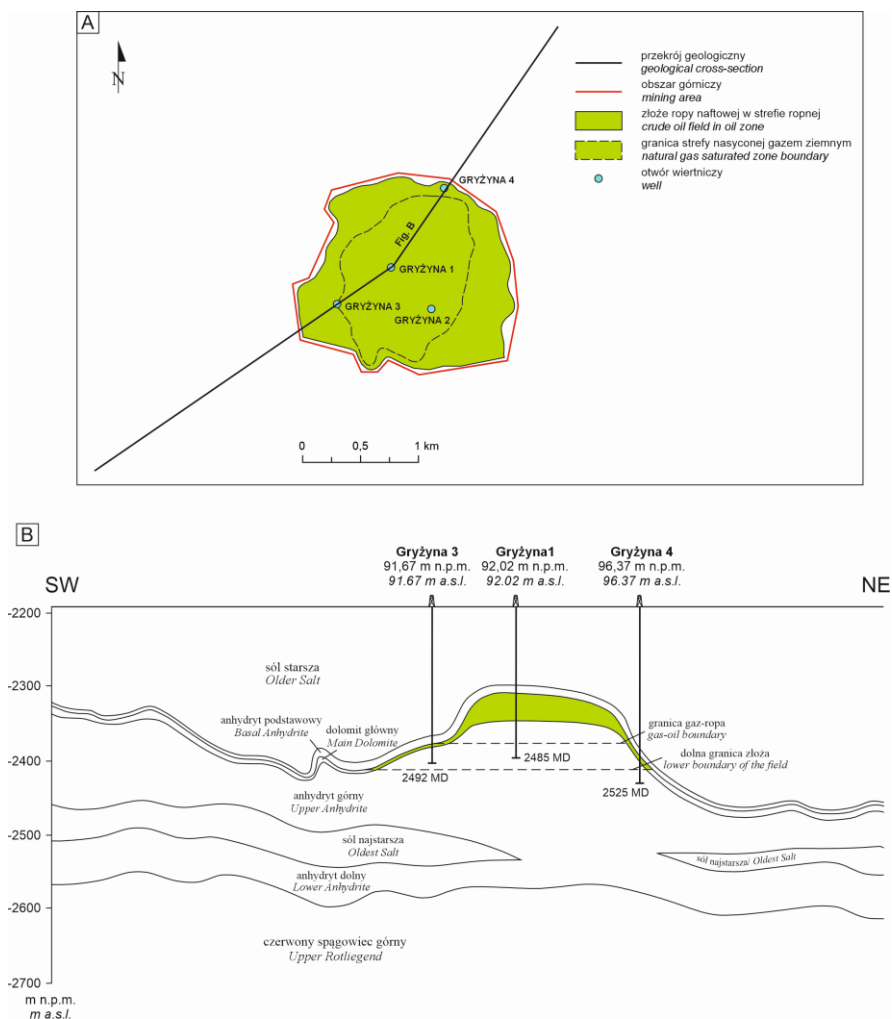 A
N
przekrój geologiczny
geological cross-section
obszar górniczy
mining area
złoże ropy naftowej w strefie ropnej
crude oil field in oil zone
granica strefy nasyconej gazem ziemnym
natural gas saturated zone boundary
otwór wiertniczy
well
GRYŻYNA 4
Fig. B
GRYŻYNA 1
GRYŻYNA 3
GRYŻYNA 2
0 0,5 1 km
B
SW
NE
Gryżyna 3
91,67 m n.p.m.
91.67 m a.s.l.
Gryżyna1
92,02 m n.p.m.
92.02 m a.s.l.
Gryżyna 4
96,37 m n.p.m.
96.37 m a.s.l.
-2200
-2300
-2400
-2500
-2600
-2700
m n.p.m.
m a.s.l.
sól starsza
Older Salt
anhydryt podstawowy
Basal Anhydrite
dolomit główny
Main Dolomite
granica gaz-ropa
gas-oil boundary
dolna granica złoża
lower boundary of the field
2492 MD
2485 MD
2525 MD
anhydryt górny
Upper Anhydrite
sól najstarsza
Oldest Salt
sól najstarsza/ Oldest Salt
anhydryt dolny
Lower Anhydrite
czerwony spągowiec górny
Upper Rotliegend